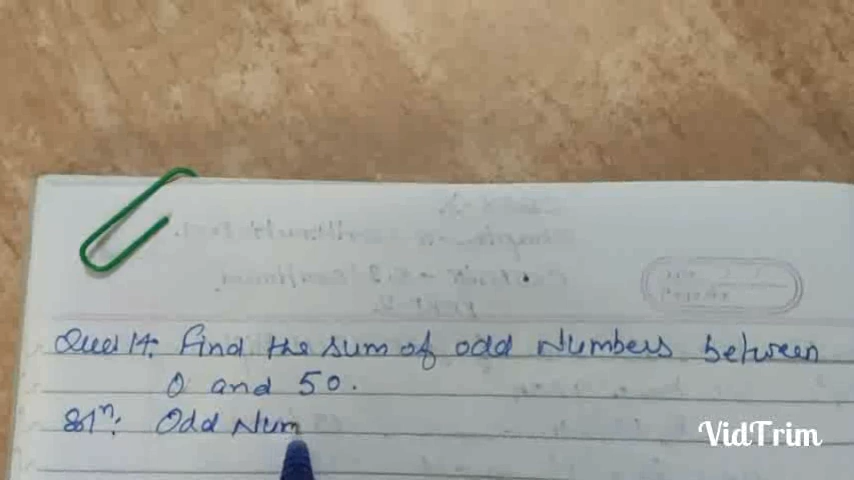 Ques 14: Find the sum of odd Numbers between
0 and 50.
Solⁿ: Odd Num
VidTrim